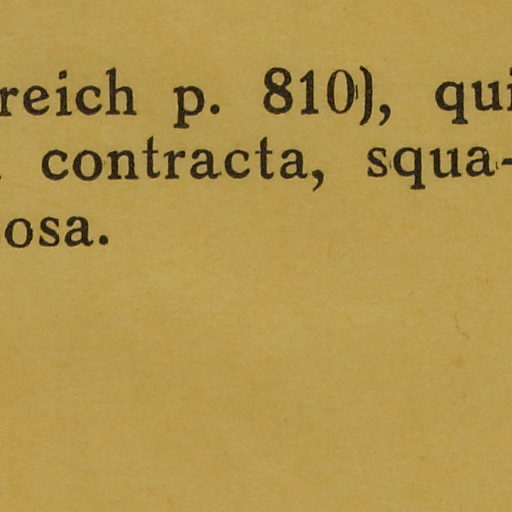 reich p. 810), qui
contracta, squa-
osa.